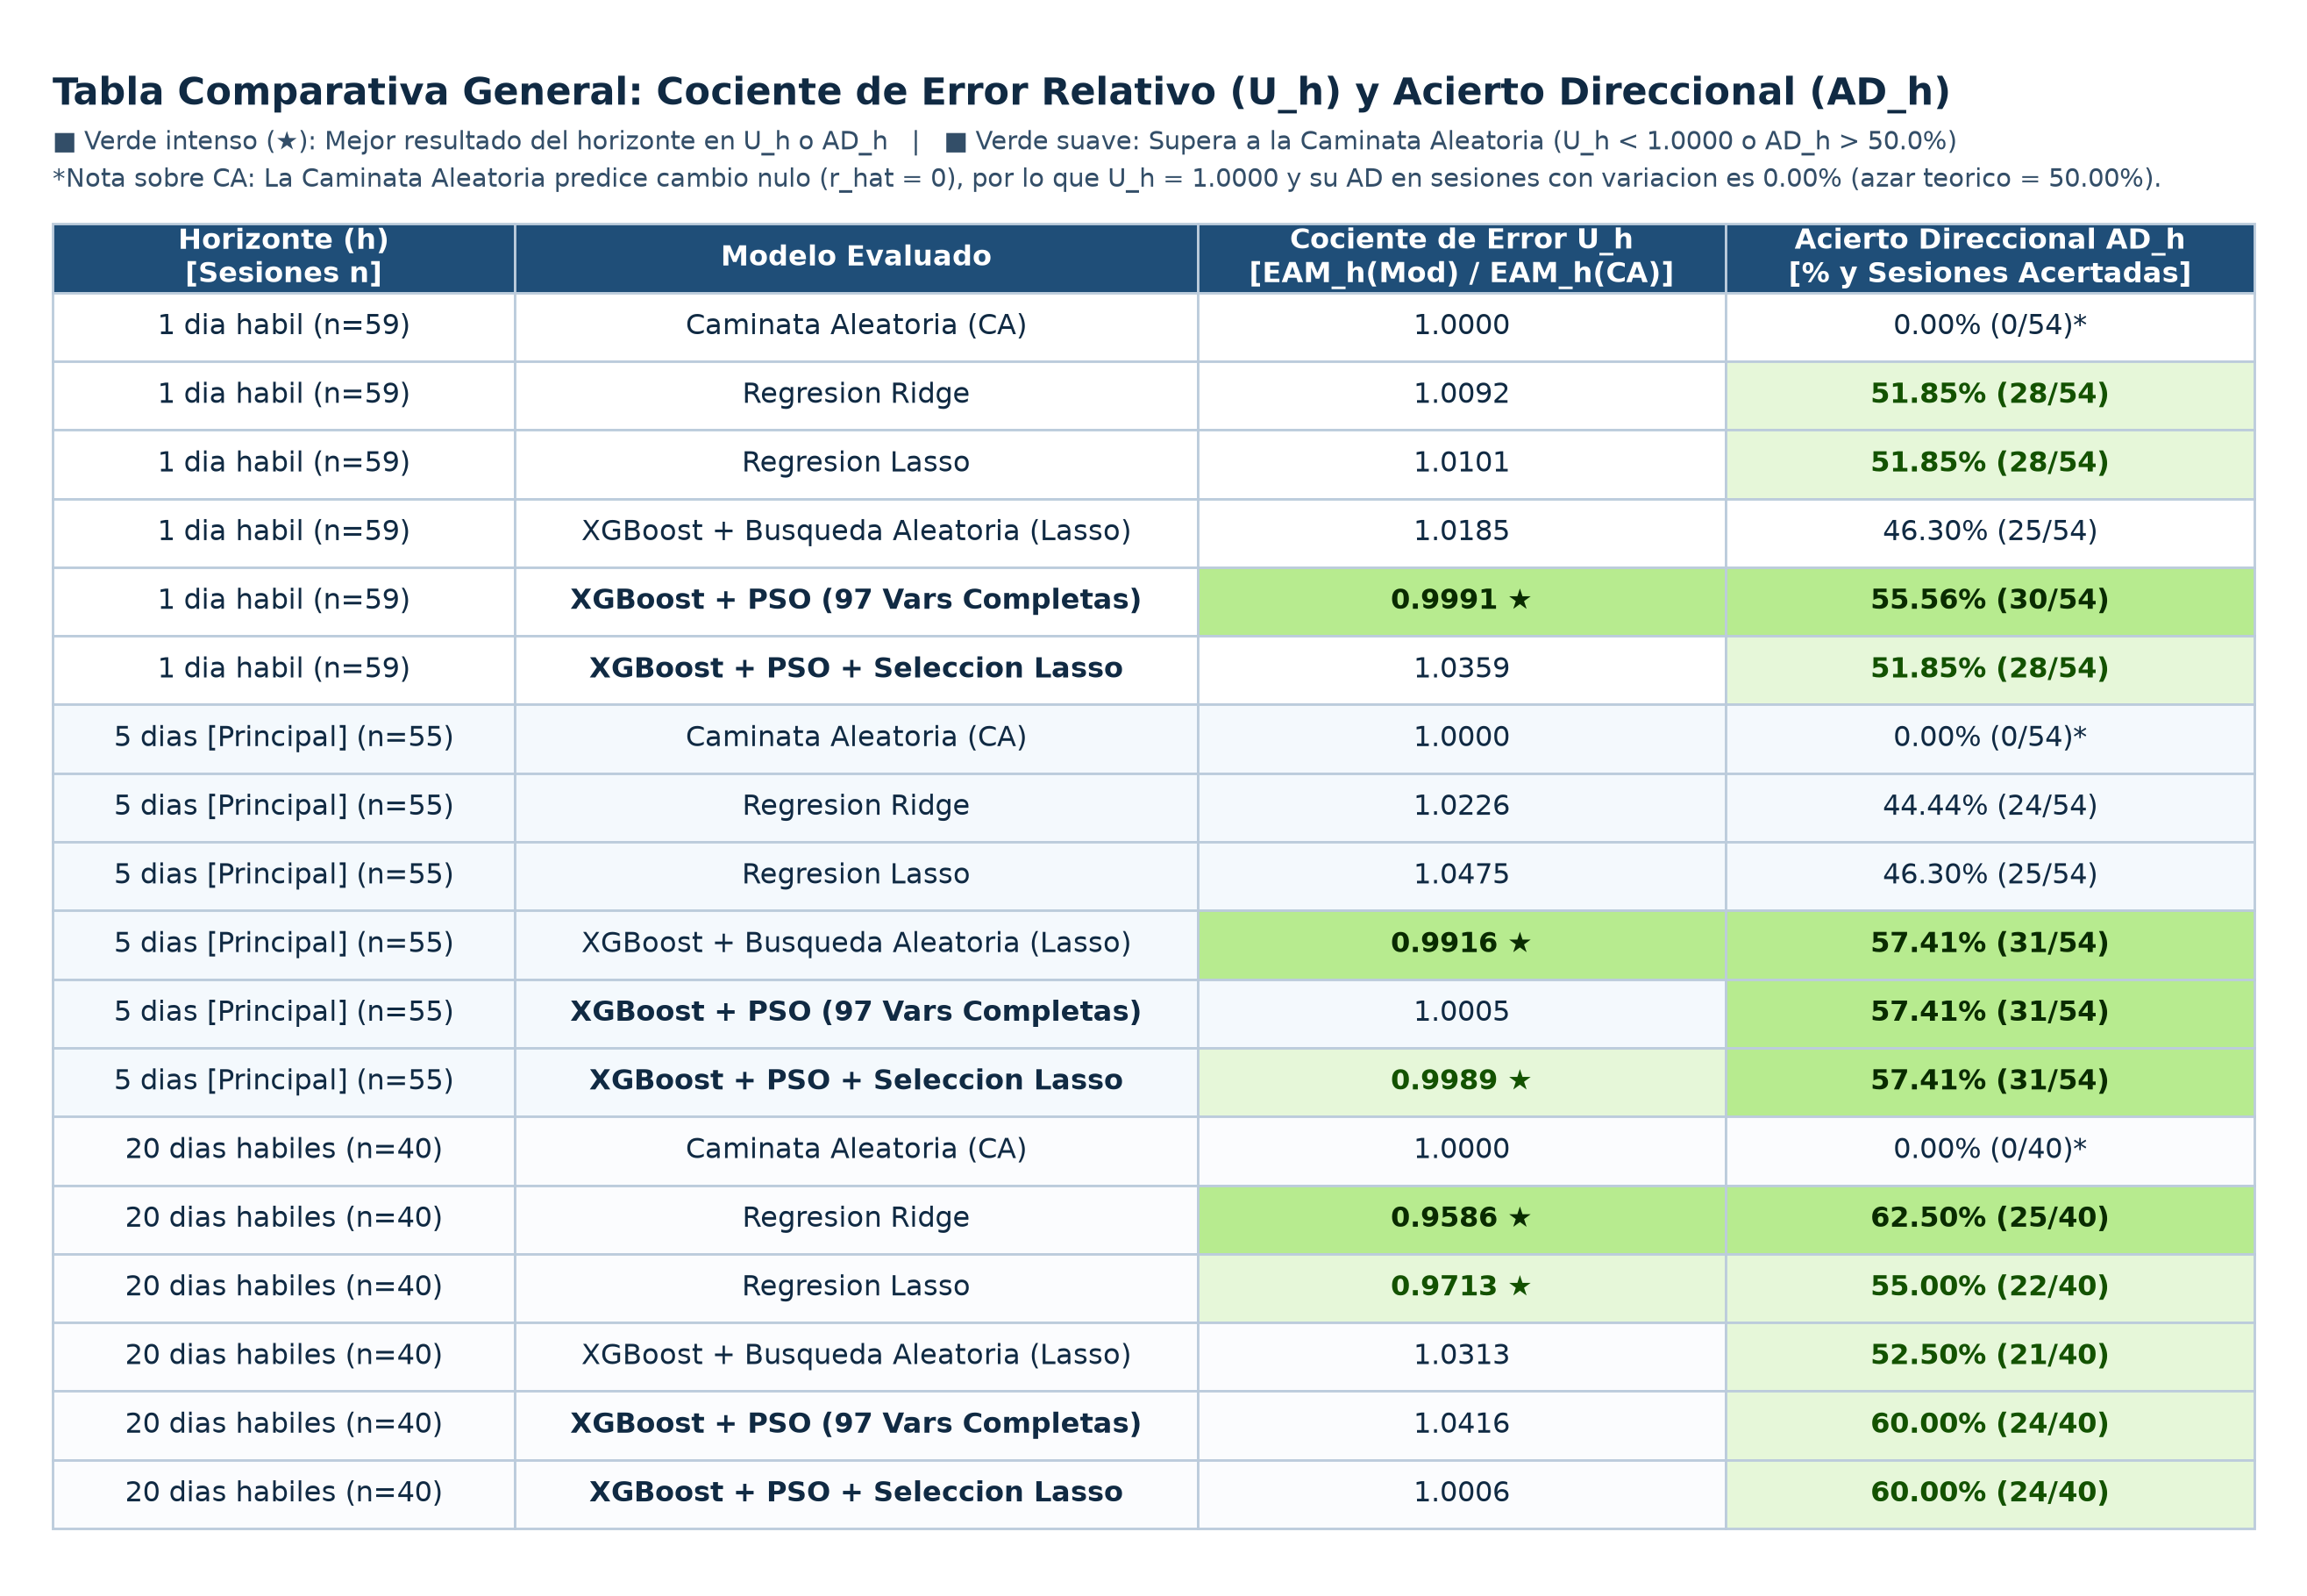 Tabla Comparativa General: Cociente de Error Relativo (U_h) y Acierto Direccional (AD_h)
■ Verde intenso (★): Mejor resultado del horizonte en U_h o AD_h | ■ Verde suave: Supera a la Caminata Aleatoria (U_h < 1.0000 o AD_h > 50.0%)
*Nota sobre CA: La Caminata Aleatoria predice cambio nulo (r_hat = 0), por lo que U_h = 1.0000 y su AD en sesiones con variacion es 0.00% (azar teorico = 50.00%).
Horizonte (h) [Sesiones n] Modelo Evaluado Cociente de Error U_h [EAM_h(Mod) / EAM_h(CA)] Acierto Direccional AD_h [% y Sesiones Acertadas]
1 dia habil (n=59) Caminata Aleatoria (CA) 1.0000 0.00% (0/54)*
1 dia habil (n=59) Regresion Ridge 1.0092 51.85% (28/54)
1 dia habil (n=59) Regresion Lasso 1.0101 51.85% (28/54)
1 dia habil (n=59) XGBoost + Busqueda Aleatoria (Lasso) 1.0185 46.30% (25/54)
1 dia habil (n=59) XGBoost + PSO (97 Vars Completas) 0.9991 ★ 55.56% (30/54)
1 dia habil (n=59) XGBoost + PSO + Seleccion Lasso 1.0359 51.85% (28/54)
5 dias [Principal] (n=55) Caminata Aleatoria (CA) 1.0000 0.00% (0/54)*
5 dias [Principal] (n=55) Regresion Ridge 1.0226 44.44% (24/54)
5 dias [Principal] (n=55) Regresion Lasso 1.0475 46.30% (25/54)
5 dias [Principal] (n=55) XGBoost + Busqueda Aleatoria (Lasso) 0.9916 ★ 57.41% (31/54)
5 dias [Principal] (n=55) XGBoost + PSO (97 Vars Completas) 1.0005 57.41% (31/54)
5 dias [Principal] (n=55) XGBoost + PSO + Seleccion Lasso 0.9989 ★ 57.41% (31/54)
20 dias habiles (n=40) Caminata Aleatoria (CA) 1.0000 0.00% (0/40)*
20 dias habiles (n=40) Regresion Ridge 0.9586 ★ 62.50% (25/40)
20 dias habiles (n=40) Regresion Lasso 0.9713 ★ 55.00% (22/40)
20 dias habiles (n=40) XGBoost + Busqueda Aleatoria (Lasso) 1.0313 52.50% (21/40)
20 dias habiles (n=40) XGBoost + PSO (97 Vars Completas) 1.0416 60.00% (24/40)
20 dias habiles (n=40) XGBoost + PSO + Seleccion Lasso 1.0006 60.00% (24/40)